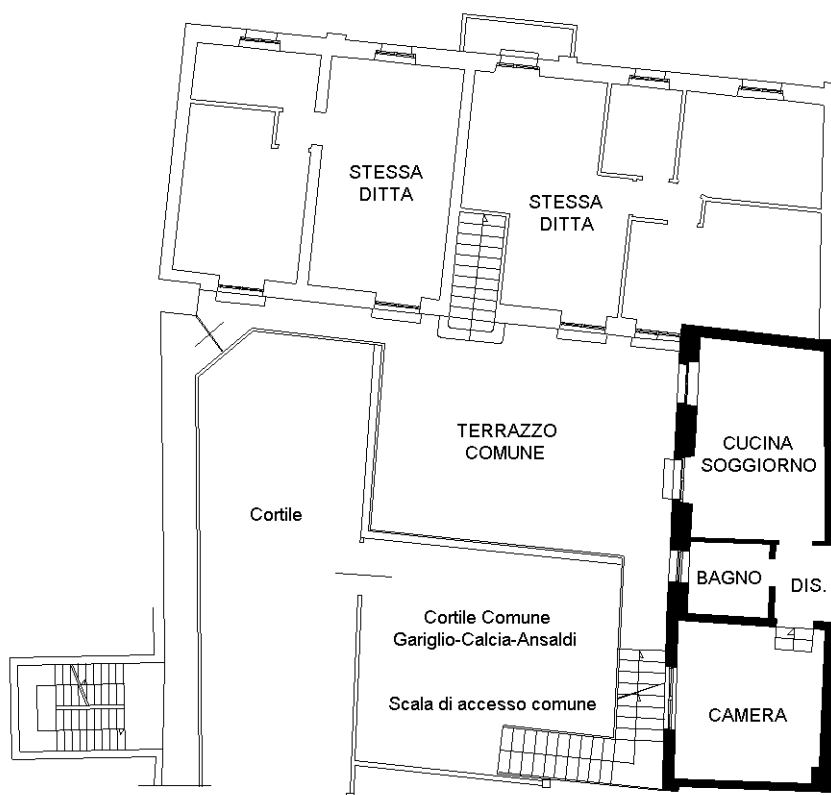 STESSA
DITTA
STESSA
DITTA
TERRAZZO
COMUNE
CUCINA
SOGGIORNO
Cortile
BAGNO
DIS.
Cortile Comune
Gariglio-Calcia-Ansaldi
Scala di accesso comune
CAMERA